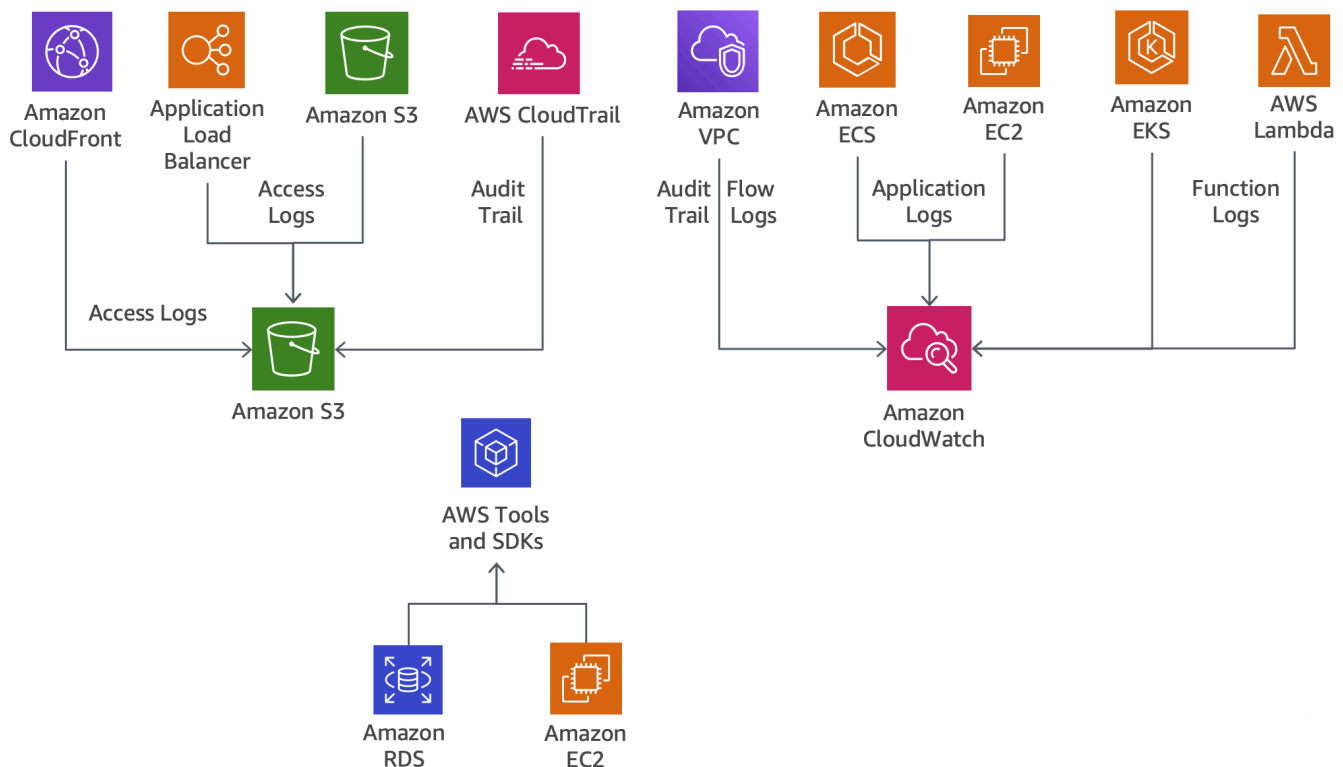 Amazon
CloudFront
Application
Load
Balancer
Amazon S3
AWS CloudTrail
Amazon
VPC
Amazon
ECS
Amazon
EC2
K
Amazon
EKS
AWS
Lambda
Access
Logs
Audit
Trail
Audit
Trail
Flow
Logs
Application
Logs
Function
Logs
Access Logs
Amazon S3
Amazon
CloudWatch
AWS Tools
and SDKs
Amazon
RDS
Amazon
EC2